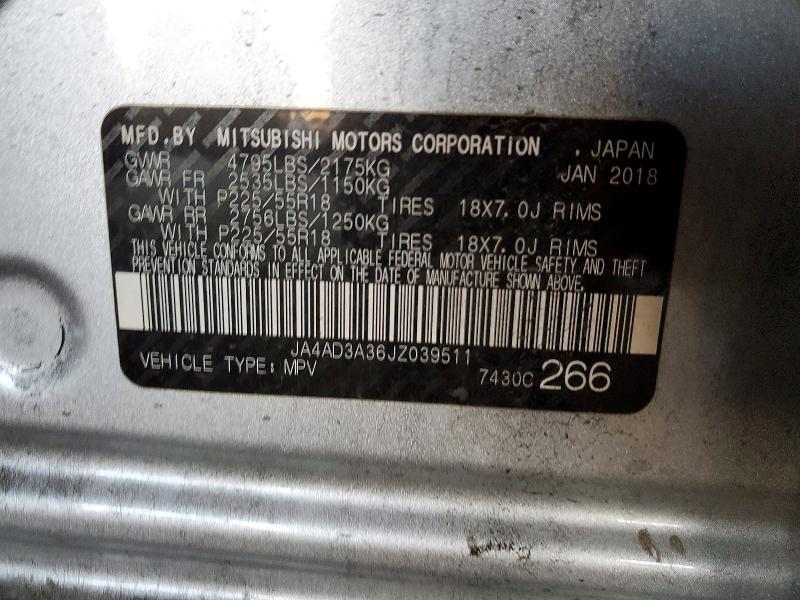 MFD.BY MITSUBISHI MOTORS CORPORATION , JAPAN
GVWR 4795LBS/2175KG JAN 2018
GAWR FR 2535LBS/1150KG
WITH P225/55R18 TIRES 18X7.0J RIMS
GAWR RR 2756LBS/1250KG
WITH P225/55R18 TIRES 18X7.0J RIMS
THIS VEHICLE CONFORMS TO ALL APPLICABLE FEDERAL MOTOR VEHICLE SAFETY AND THEFT
PREVENTION STANDARDS IN EFFECT ON THE DATE OF MANUFACTURE SHOWN ABOVE.
JA4AD3A36JZ039511
VEHICLE TYPE: MPV 7430C 266